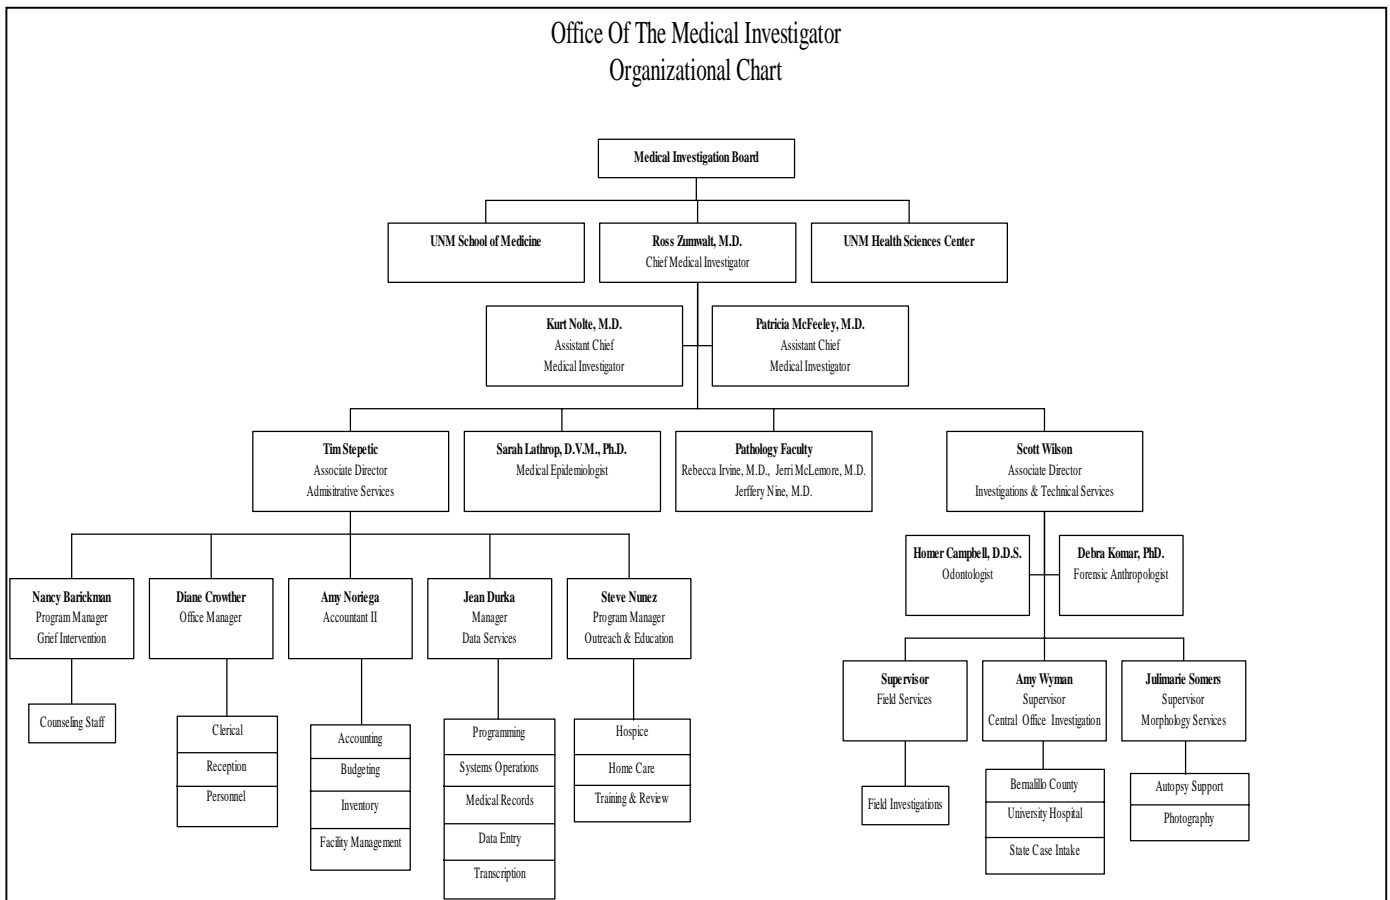 Office Of The Medical Investigator
Organizational Chart
Medical Investigation Board
UNM School of Medicine
Ross Zumwalt, M.D.
Chief Medical Investigator
UNM Health Sciences Center
Kurt Nolte, M.D.
Assistant Chief
Medical Investigator
Patricia McFeeley, M.D.
Assistant Chief
Medical Investigator
Tim Stepetic
Associate Director
Admisitrative Services
Sarah Lathrop, D.V.M., Ph.D.
Medical Epidemiologist
Pathology Faculty
Rebecca Irvine, M.D., Jerri McLemore, M.D.
Jerffery Nine, M.D.
Scott Wilson
Associate Director
Investigations & Technical Services
Homer Campbell, D.D.S.
Odontologist
Debra Komar, PhD.
Forensic Anthropologist
Nancy Barickman
Program Manager
Grief Intervention
Diane Crowther
Office Manager
Amy Noriega
Accountant II
Jean Durka
Manager
Data Services
Steve Nunez
Program Manager
Outreach & Education
Supervisor
Field Services
Amy Wyman
Supervisor
Central Office Investigation
Julimarie Somers
Supervisor
Morphology Services
Counseling Staff
Clerical
Reception
Personnel
Accounting
Budgeting
Inventory
Facility Management
Programming
Systems Operations
Medical Records
Data Entry
Transcription
Hospice
Home Care
Training & Review
Field Investigations
Bernalillo County
University Hospital
State Case Intake
Autopsy Support
Photography